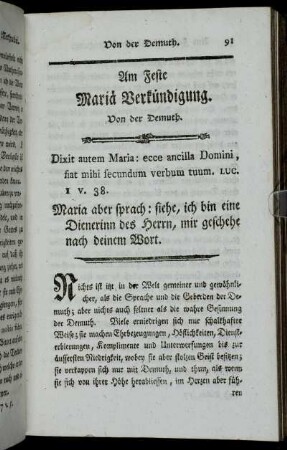 Von der Demuth. 91
Am Feste
Mariä Verkündigung.
Von der Demuth.
Dixit autem Maria: ecce ancilla Domini,
fiat mihi secundum verbum tuum. LUC.
I v. 38.
Maria aber sprach: siehe, ich bin eine
Dienerinn des Herrn, mir geschehe
nach deinem Wort.
Nichts ist itzt in der Welt gemeiner und gewöhnli-
cher, als die Sprache und die Geberden der De-
muth; aber nichts auch seltner als die wahre Gesinnung
der Demuth. Viele erniedrigen sich nur schalkhafter
Weise; sie machen Ehrbezeugungen, Höflichkeiten, Dienst-
erbietungen, Komplimente und Unterwerfungen bis zur
äussersten Niedrigkeit, wobey sie aber stolzen Geist besitzen;
sie verkappen sich nur mit Demuth, und thun, als wenn
sie sich von ihrer Höhe herabliessen, im Herzen aber füh-
ren